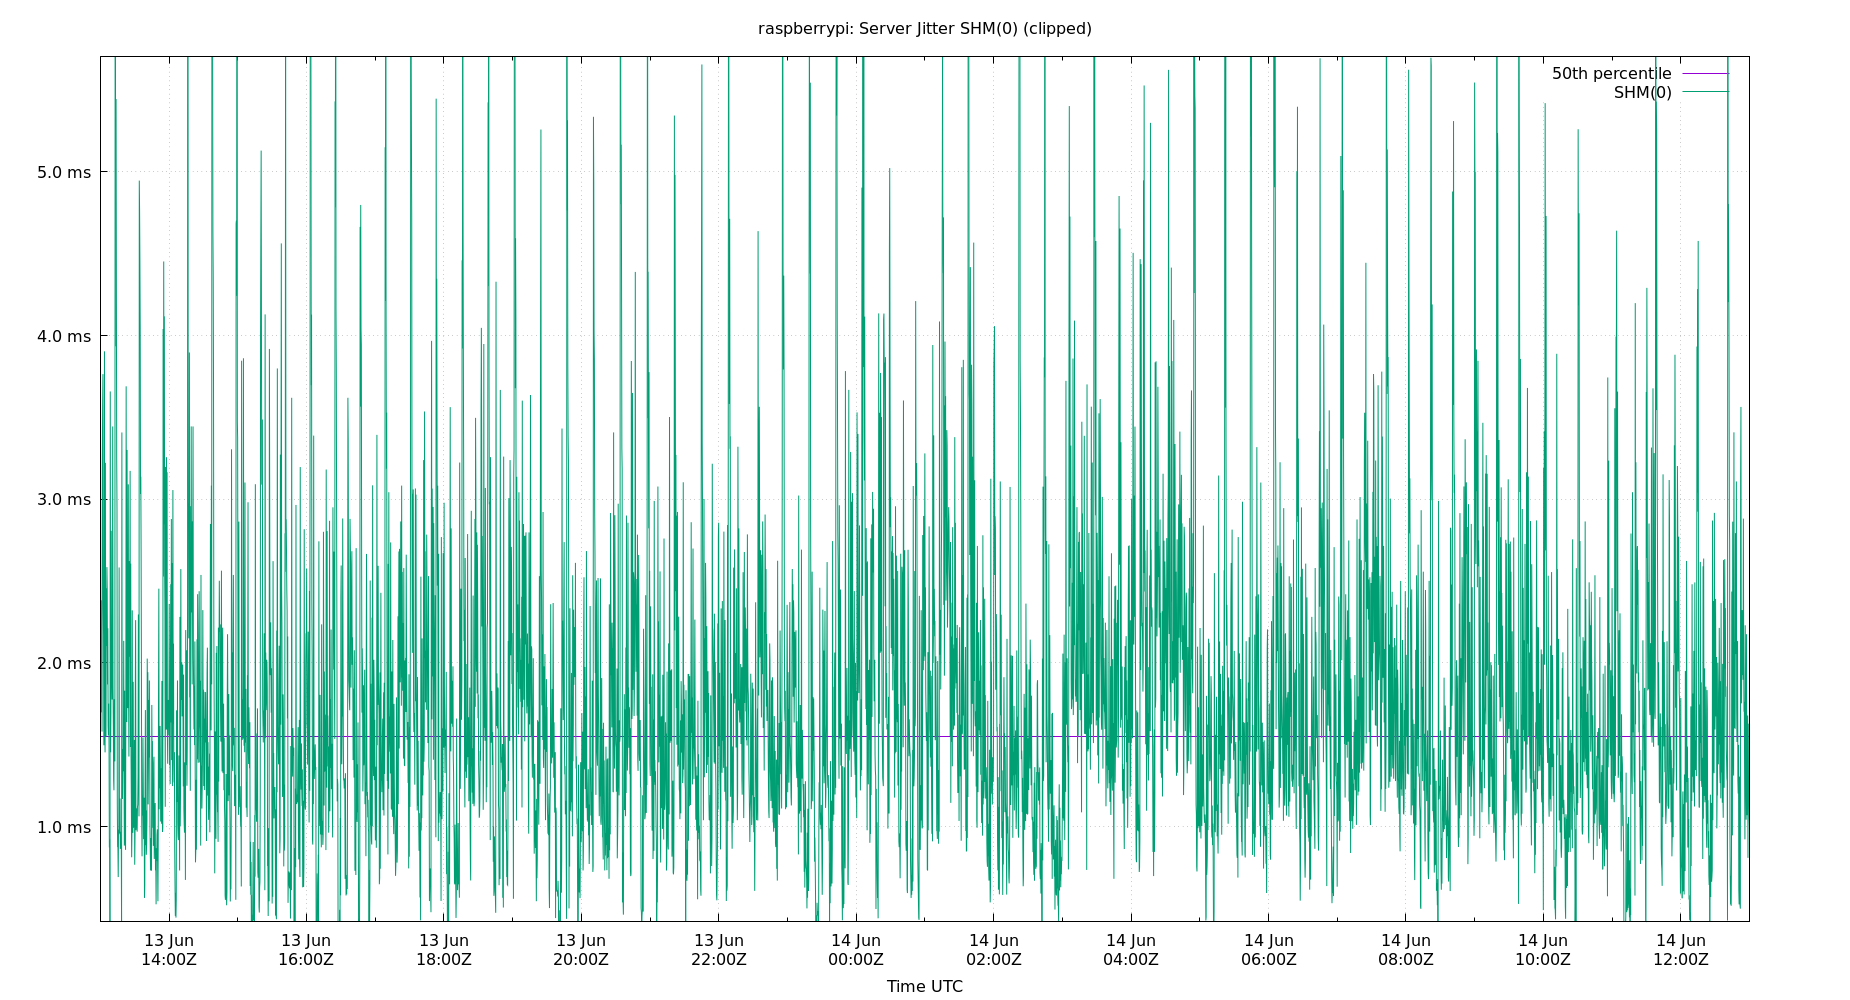 raspberrypi: Server Jitter SHM(0) (clipped)
50th percentile
SHM(0)
5.0 ms
4.0 ms
3.0 ms
2.0 ms
1.0 ms
13 Jun 13 Jun 13 Jun 13 Jun 13 Jun 14 Jun 14 Jun 14 Jun 14 Jun 14 Jun 14 Jun 14 Jun
14:00Z 16:00Z 18:00Z 20:00Z 22:00Z 00:00Z 02:00Z 04:00Z 06:00Z 08:00Z 10:00Z 12:00Z
Time UTC